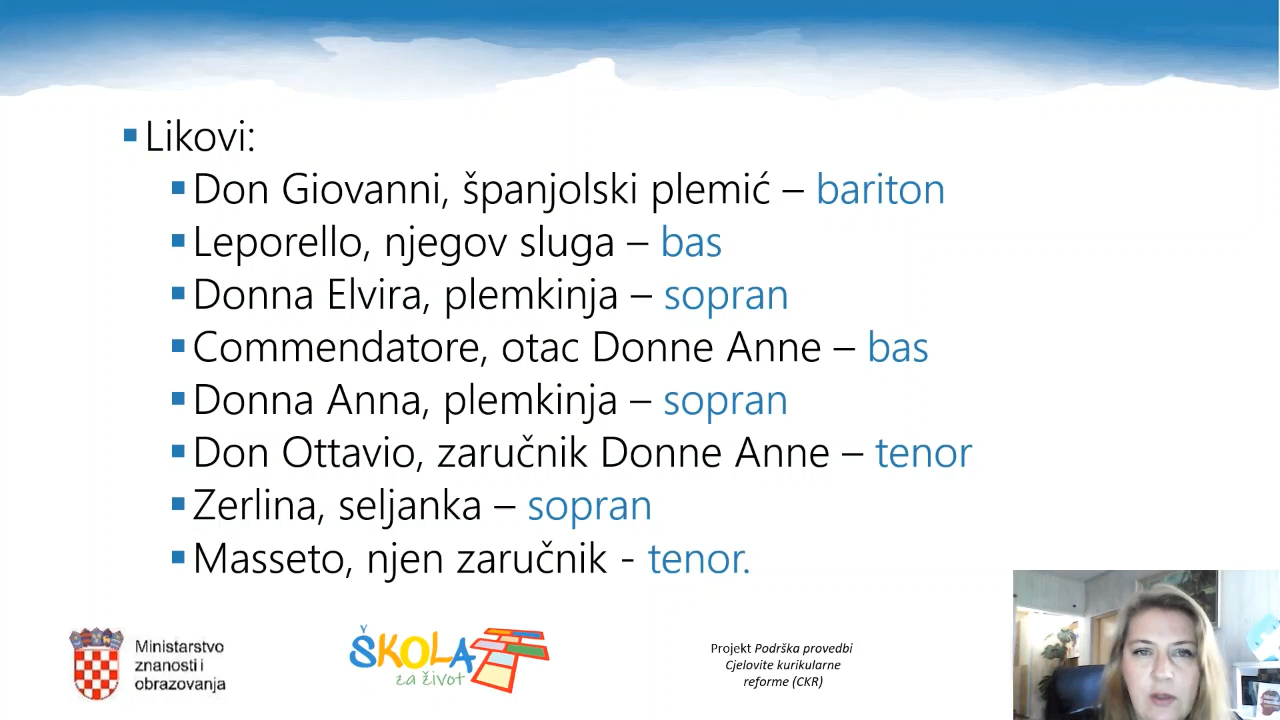 Likovi:
Don Giovanni, španjolski plemić – bariton
Leporello, njegov sluga – bas
Donna Elvira, plemkinja – sopran
Commendatore, otac Donne Anne – bas
Donna Anna, plemkinja – sopran
Don Ottavio, zaručnik Donne Anne – tenor
Zerlina, seljanka – sopran
Masseto, njen zaručnik - tenor.
Ministarstvo
znanosti i
obrazovanja
ŠKOLA
za život
Projekt Podrška provedbi
Cjelovite kurikularne
reforme (CKR)